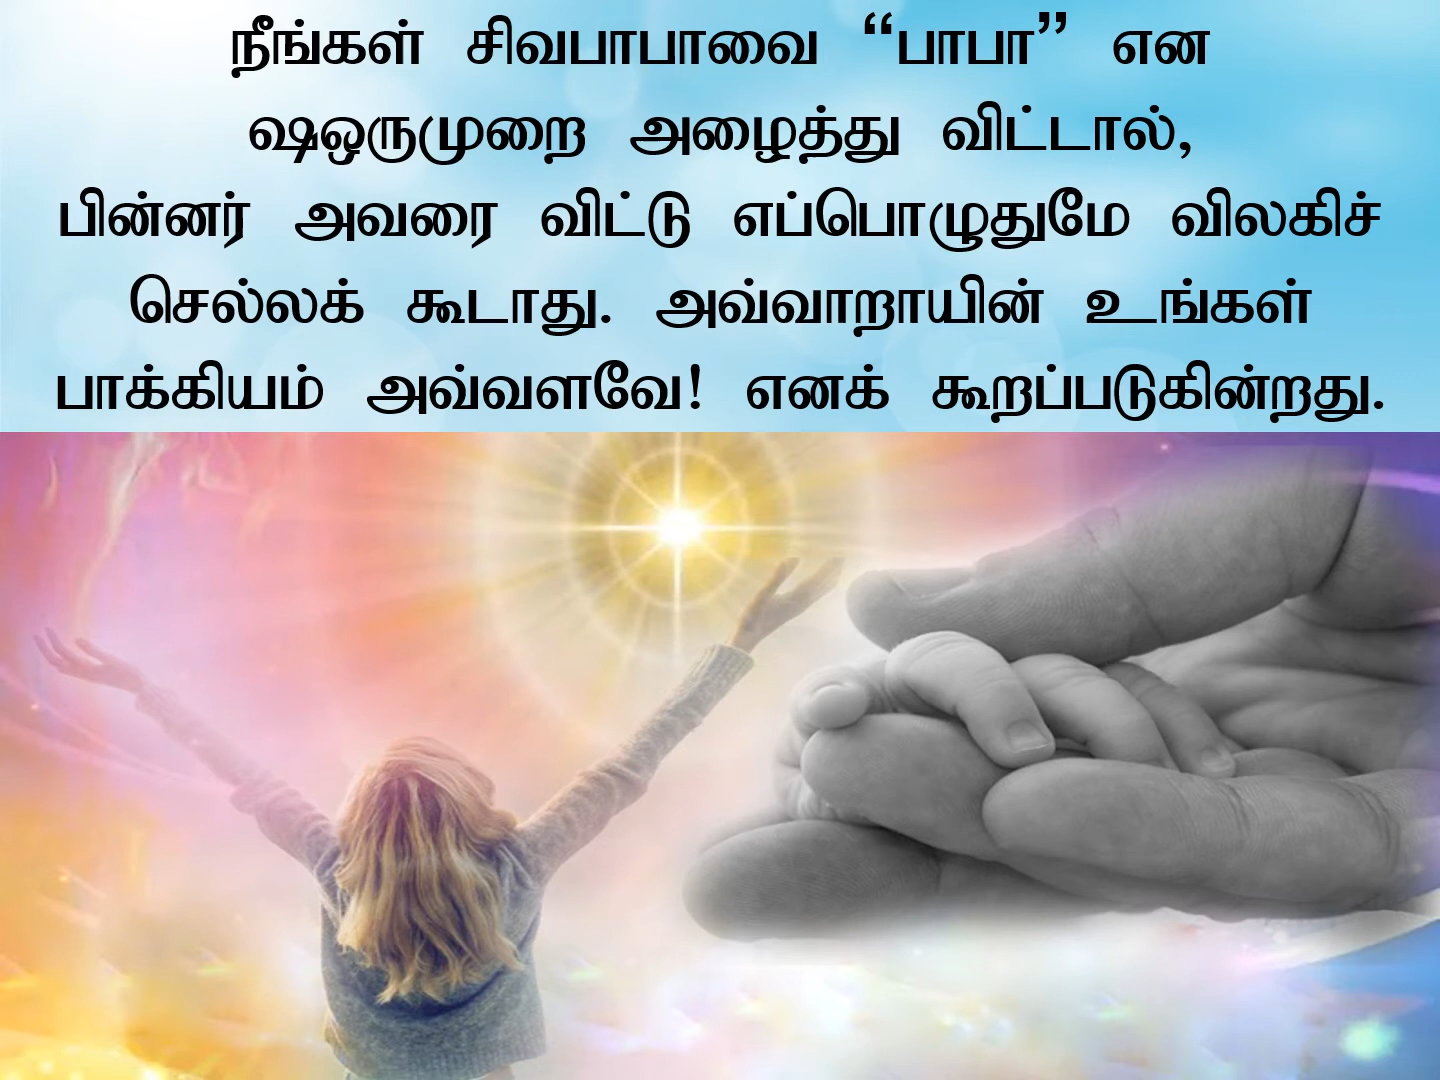 நீங்கள் சிவபாபாவை “பாபா” என
ஷஒருமுறை அழைத்து விட்டால்,
பின்னர் அவரை விட்டு எப்பொழுதுமே விலகிச்
செல்லக் கூடாது. அவ்வாறாயின் உங்கள்
பாக்கியம் அவ்வளவே! எனக் கூறப்படுகின்றது.